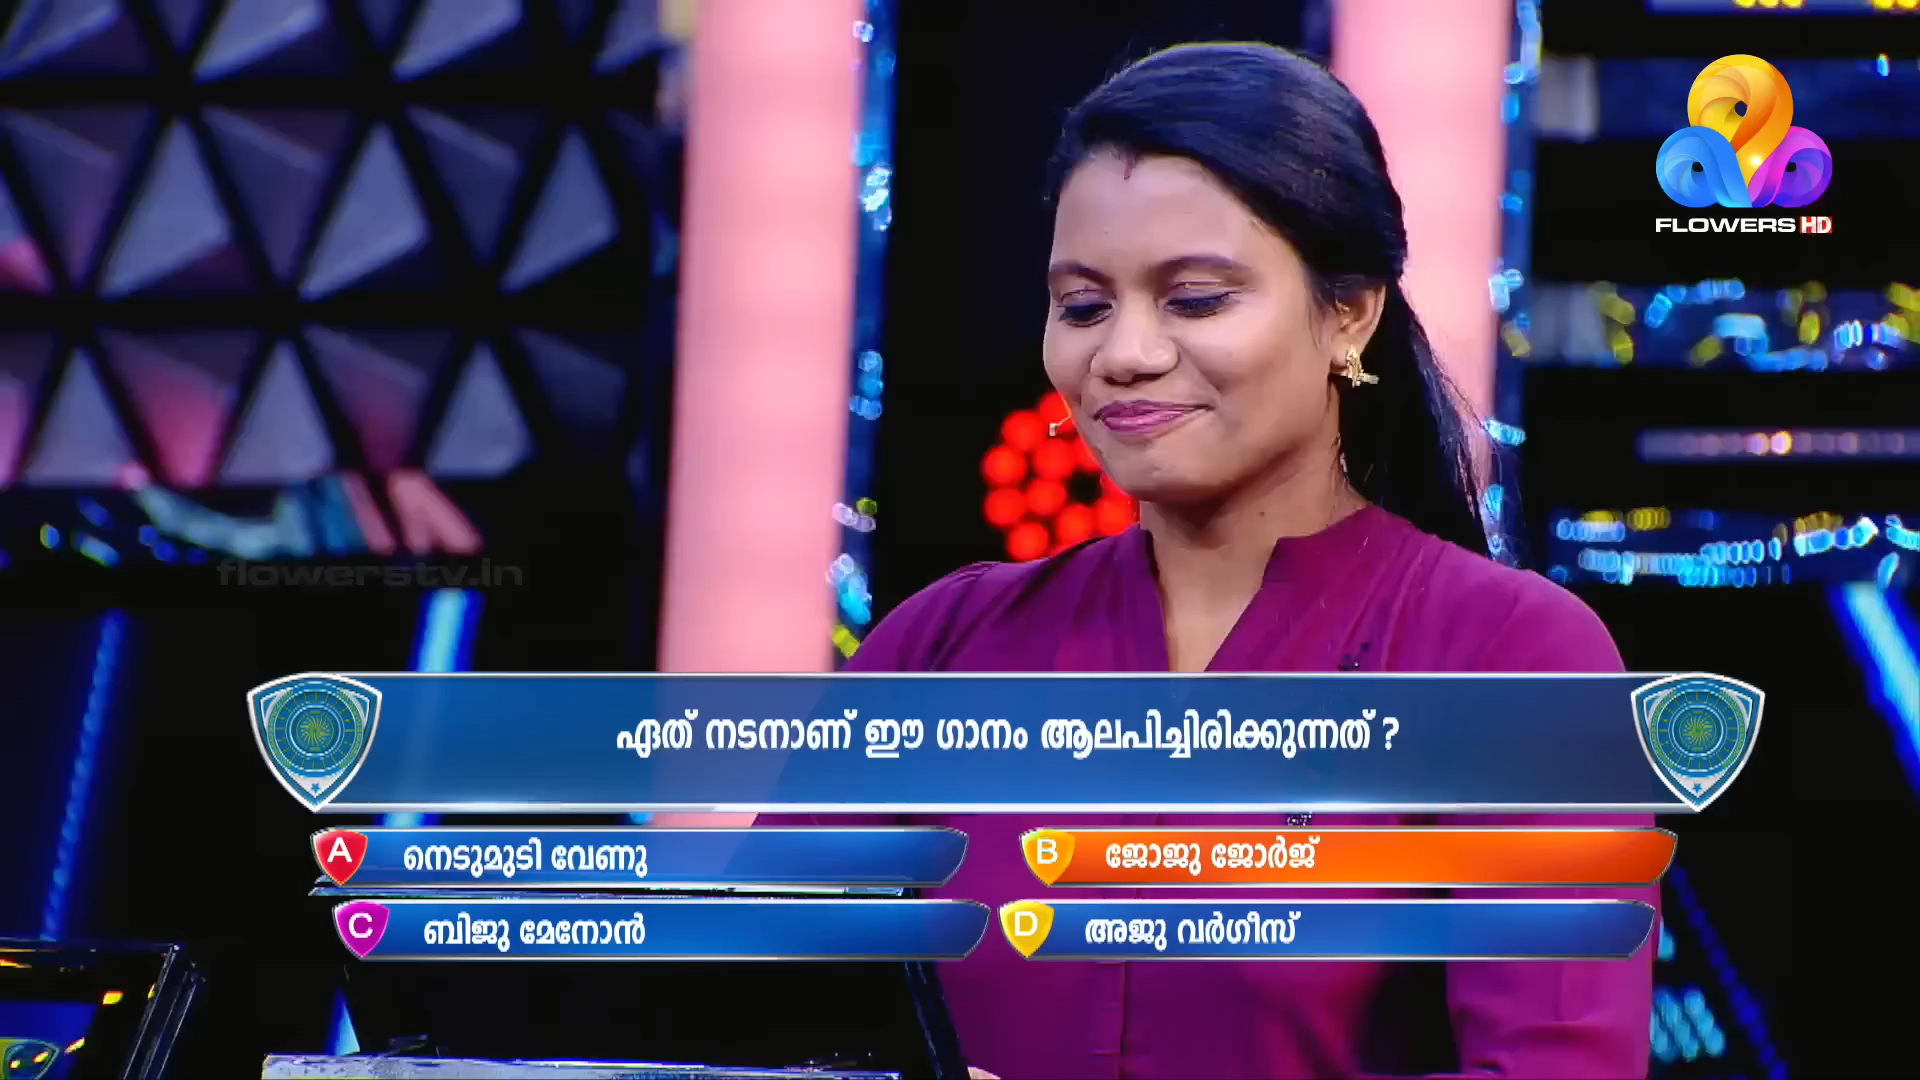 FLOWERS HD
flowerstv.in
ഏത് നടനാണ് ഈ ഗാനം ആലപിച്ചിരിക്കുന്നത് ?
A നെടുമുടി വേണു
B ജോജു ജോർജ്
C ബിജു മേനോൻ
D അജു വർഗീസ്